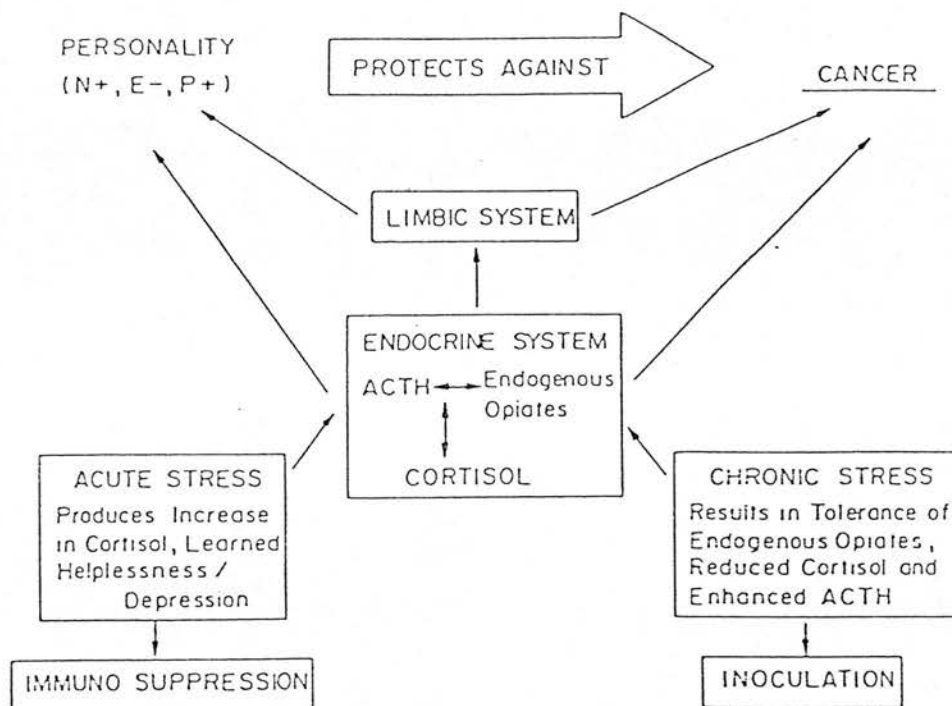 PERSONALITY
(N+, E-, P+)
PROTECTS AGAINST
CANCER
LIMBIC SYSTEM
ENDOCRINE SYSTEM
ACTH
Endogenous
Opiates
CORTISOL
ACUTE STRESS
Produces Increase
in Cortisol, Learned
Helplessness /
Depression
CHRONIC STRESS
Results in Tolerance of
Endogenous Opiates,
Reduced Cortisol and
Enhanced ACTH
IMMUNO SUPPRESSION
INOCULATION